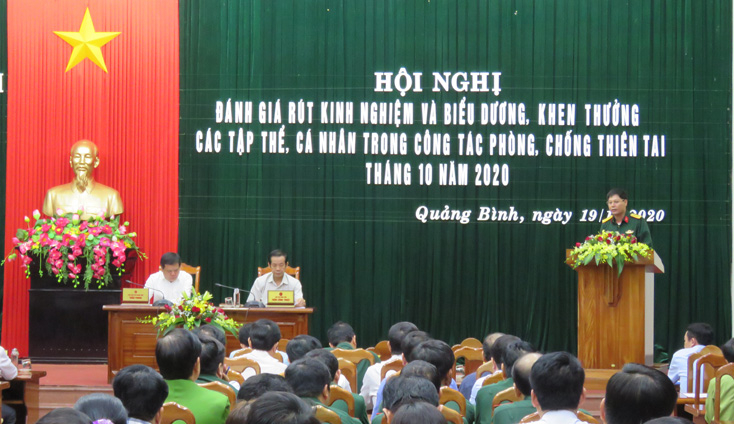 HỘI NGHỊ
ĐÁNH GIÁ RÚT KINH NGHIỆM VÀ BIỂU DƯƠNG, KHEN THƯỞNG
CÁC TẬP THỂ, CÁ NHÂN TRONG CÔNG TÁC PHÒNG, CHỐNG THIÊN TAI
THÁNG 10 NĂM 2020
Quảng Bình, ngày 19/ 2020